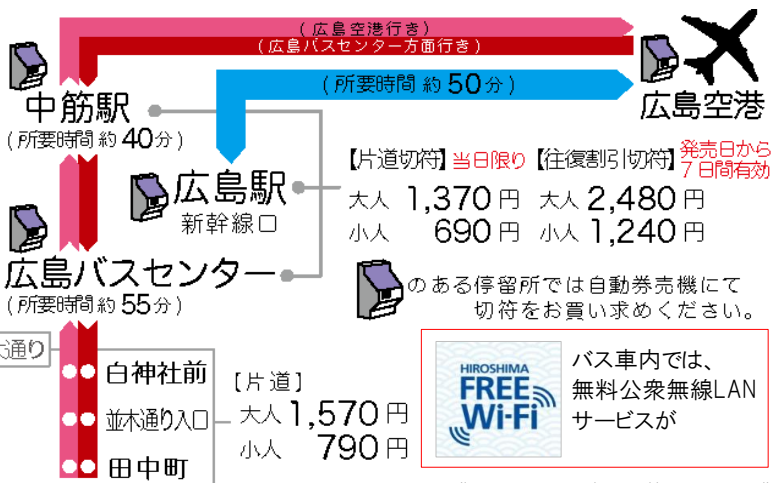 (広島空港行き)
(広島バスセンター方面行き)
(所要時間 約50分)
中筋駅
(所要時間 約40分)
広島空港
広島駅
新幹線口
【片道切符】当日限り
大人 1,370円
小人 690円
【往復割引切符】発売日から
7日間有効
大人 2,480円
小人 1,240円
広島バスセンター
(所要時間 約55分)
のある停留所では自動券売機にて
切符をお買い求めください。
通り
白神社前
並木通り入口
田中町
【片道】
大人 1,570円
小人 790円
HIROSHIMA
FREE
Wi-Fi
バス車内では、
無料公衆無線LAN
サービスが